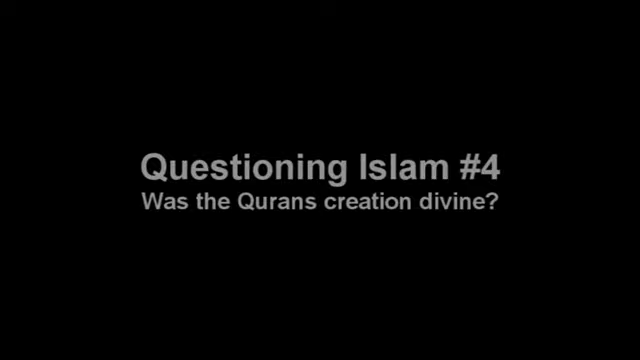 Questioning Islam #4
Was the Qurans creation divine?